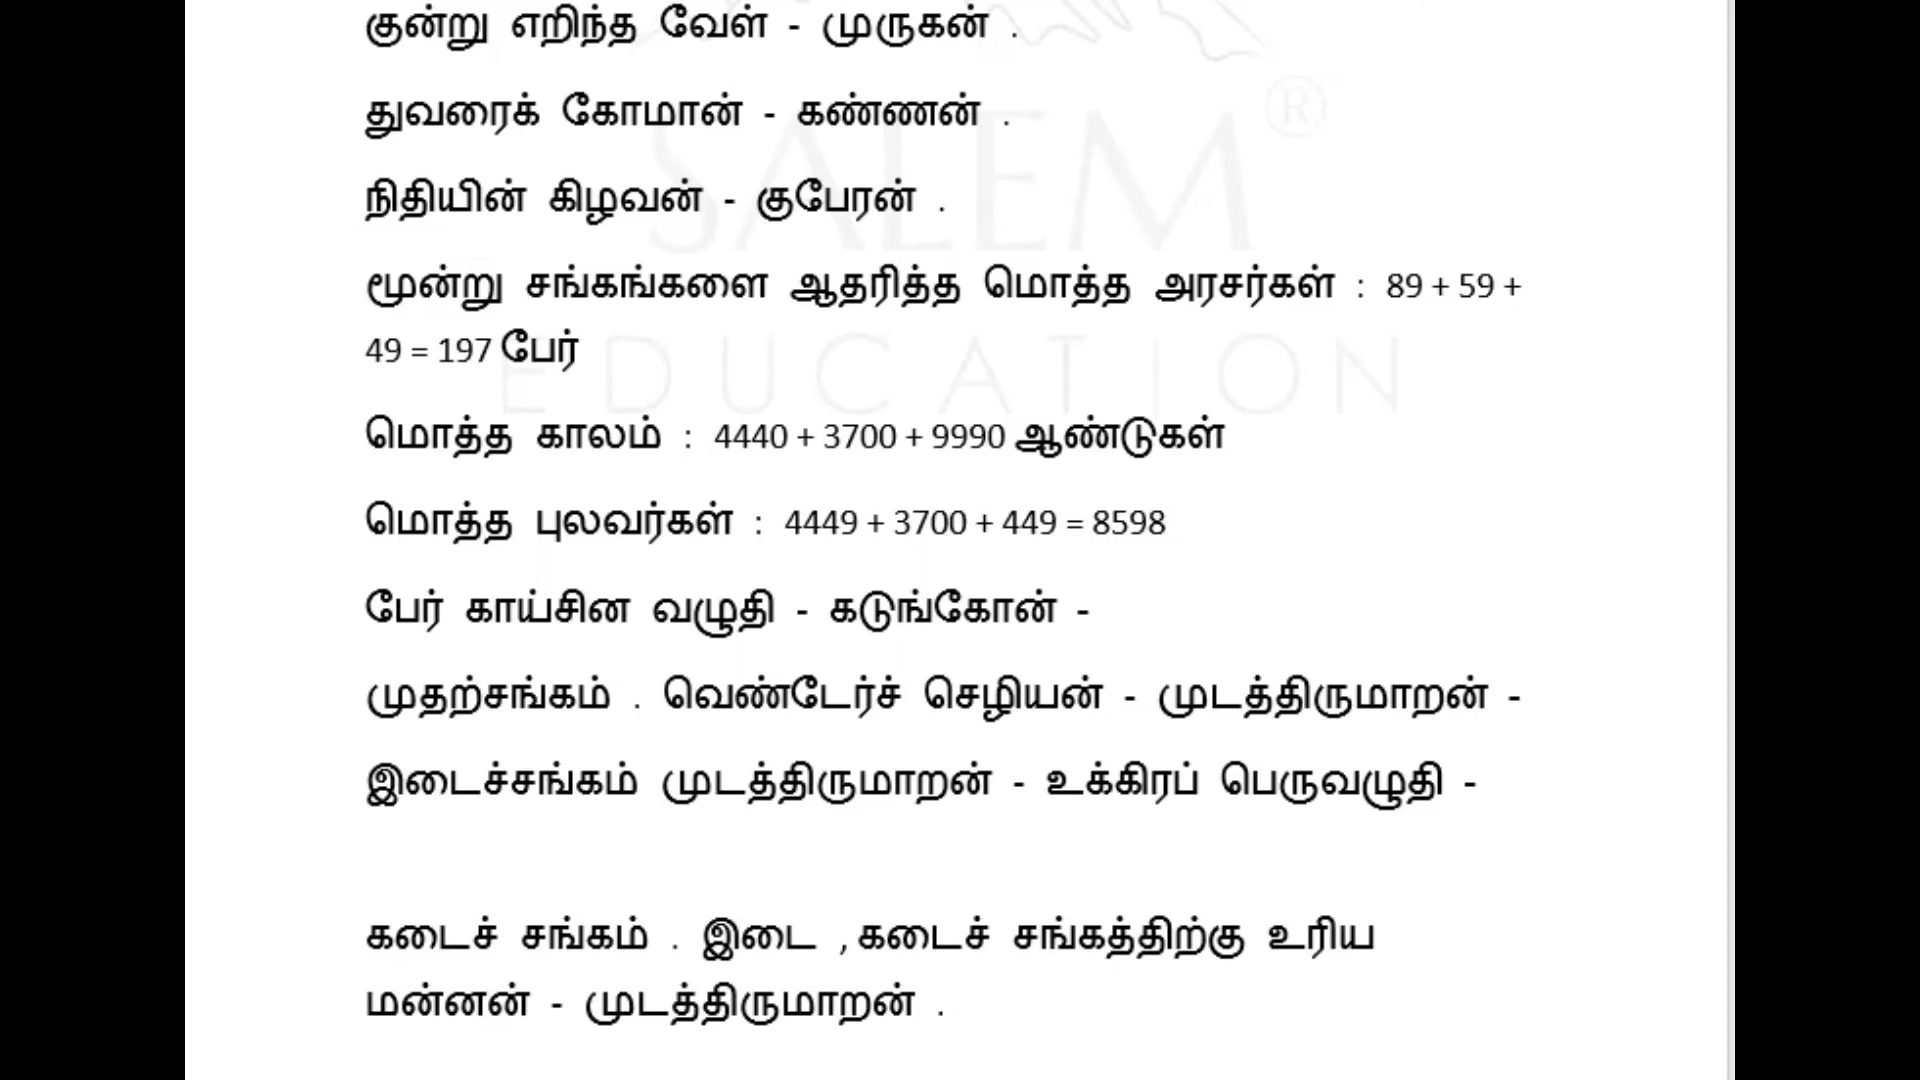 குன்று எறிந்த வேள் - முருகன் .
துவரைக் கோமான் - கண்ணன் .
நிதியின் கிழவன் - குபேரன் .
மூன்று சங்கங்களை ஆதரித்த மொத்த அரசர்கள் : 89 + 59 +
49 = 197 பேர்
மொத்த காலம் : 4440 + 3700 + 9990 ஆண்டுகள்
மொத்த புலவர்கள் : 4449 + 3700 + 449 = 8598
பேர் காய்சின வழுதி - கடுங்கோன் -
முதற்சங்கம் . வெண்டேர்ச் செழியன் - முடத்திருமாறன் -
இடைச்சங்கம் முடத்திருமாறன் - உக்கிரப் பெருவழுதி -
கடைச் சங்கம் . இடை ,கடைச் சங்கத்திற்கு உரிய
மன்னன் - முடத்திருமாறன் .
SALEM ®
EDUCATION